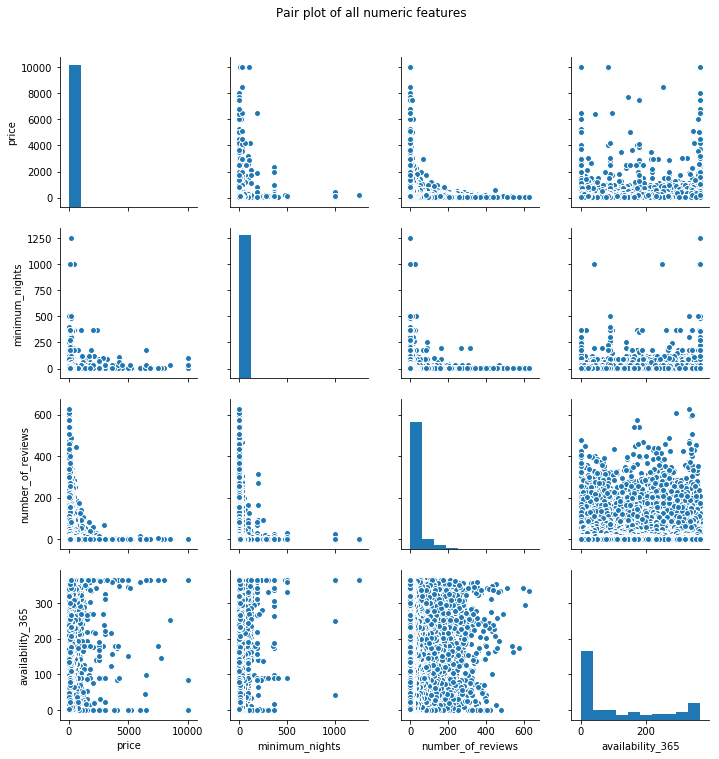 Pair plot of all numeric features
10000
8000
6000
4000
2000
0
price
1250
1000
750
500
250
0
minimum_nights
600
400
200
0
number_of_reviews
300
200
100
0
availability_365
0 5000 10000
price
0 500 1000
minimum_nights
0 200 400 600
number_of_reviews
0 200
availability_365